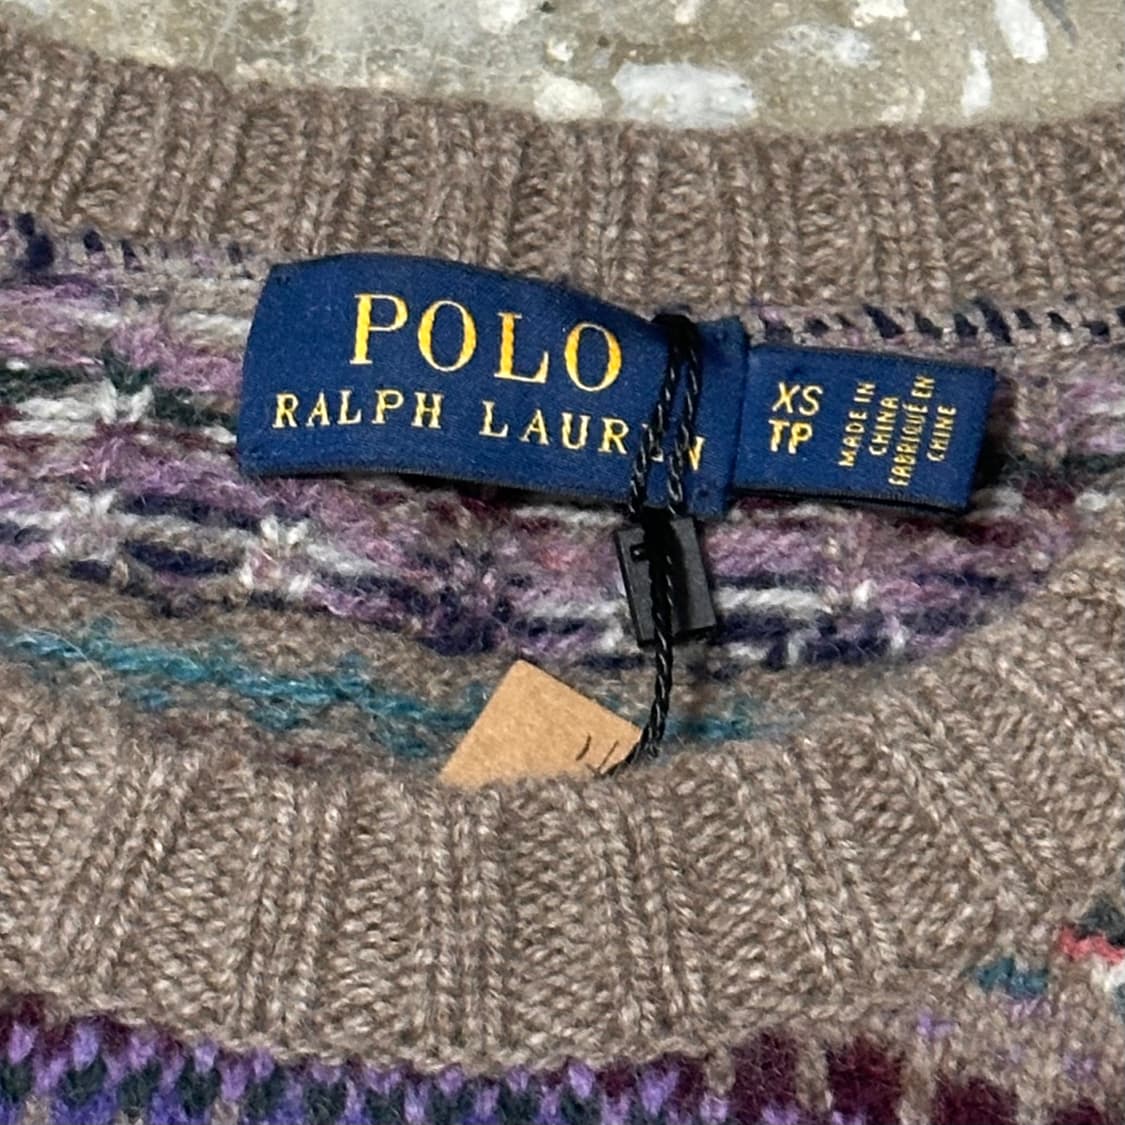 POLO
RALPH LAUREN
XS
TP
MADE IN
CHINA
FABRIQUÉ EN
CHINE